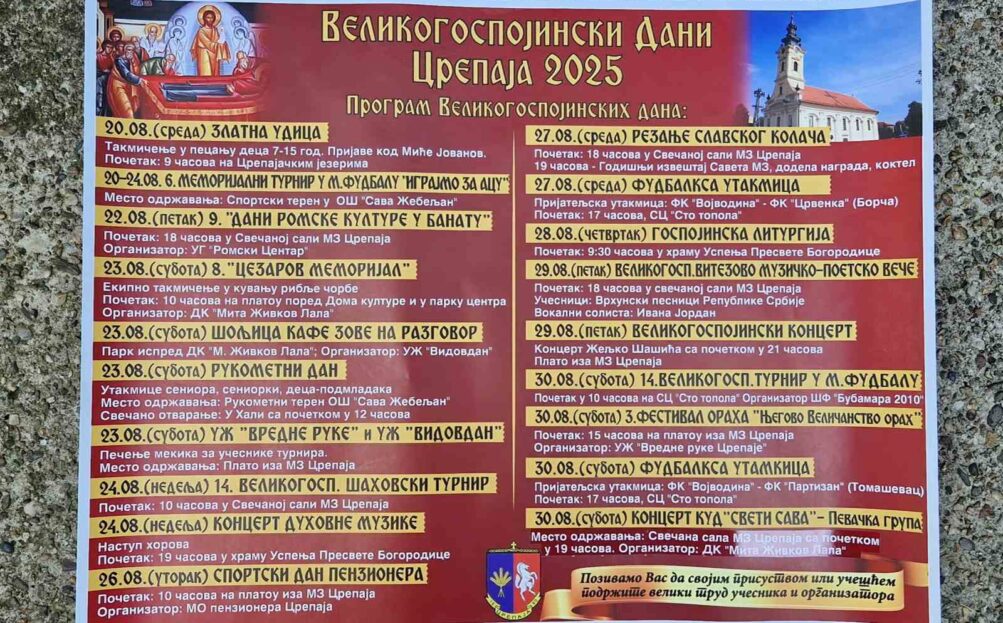 Великогоспојински Дани
Црепаја 2025
Програм Великогоспојинских дана:
20.08.(среда) ЗЛАТНА УДИЦА
Такмичење у пецању деца 7-15 год. Пријаве код Миће Јованов.
Почетак: 9 часова на Црепајачким језерима
20-24.08. 6. МЕМОРИЈАЛНИ ТУРНИР У М.ФУДБАЛУ "ИГРАЈМО ЗА АЦУ"
Место одржавања: Спортски терен у ОШ "Сава Жебељан"
22.08.(петак) 9. "ДАНИ РОМСКЕ КУЛТУРЕ У БАНАТУ"
Почетак: 18 часова у Свечаној сали МЗ Црепаја
Организатор: УГ "Ромски Центар"
23.08.(субота) 8."ЦЕЗАРОВ МЕМОРИЈАЛ"
Екипно такмичење у кувању рибље чорбе
Почетак: 10 часова на платоу поред Дома културе и у парку центра
Организатор: ДК "Мита Живков Лала"
23.08.(субота) ШОЉИЦА КАФЕ ЗОВЕ НА РАЗГОВОР
Парк испред ДК "М. Живков Лала"; Организатор: УЖ "Видовдан"
23.08.(субота) РУКОМЕТНИ ДАН
Утакмице сениора, сениорки, деца-подмладака
Место одржавања: Рукометни терен ОШ "Сава Жебељан"
Свечано отварање: У Хали са почетком у 12 часова
23.08.(субота) УЖ "ВРЕДНЕ РУКЕ" и УЖ "ВИДОВДАН"
Печење мекика за учеснике турнира.
Место одржавања: Плато иза МЗ Црепаја
24.08.(недеља) 14. ВЕЛИКОГОСП. ШАХОВСКИ ТУРНИР
Почетак: 10 часова у Свечаној сали МЗ Црепаја
24.08.(недеља) КОНЦЕРТ ДУХОВНЕ МУЗИКЕ
Наступ хорова
Почетак: 19 часова у храму Успења Пресвете Богородице
26.08.(уторак) СПОРТСКИ ДАН ПЕНЗИОНЕРА
Почетак: 10 часова на платоу иза МЗ Црепаја
Организатор: МО пензионера Црепаја
27.08.(среда) РЕЗАЊЕ СЛАВСКОГ КОЛАЧА
Почетак: 18 часова у Свечаној сали МЗ Црепаја
19 часова - Годишњи извештај Савета МЗ, додела награда, коктел
27.08.(среда) ФУДБАЛКСА УТАКМИЦА
Пријатељска утакмица: ФК "Војводина" - ФК "Црвенка" (Борча)
Почетак: 17 часова, СЦ "Сто топола"
28.08.(четвртак) ГОСПОЈИНСКА ЛИТУРГИЈА
Почетак: 9:30 часова у храму Успења Пресвете Богородице
29.08.(петак) ВЕЛИКОГОСП.ВИТЕЗОВО МУЗИЧКО-ПОЕТСКО ВЕЧЕ
Почетак: 18 часова у свечаној сали МЗ Црепаја
Учесници: Врхунски песници Републике Србије
Вокални солиста: Ивана Јордан
29.08.(петак) ВЕЛИКОГОСПОЈИНСКИ КОНЦЕРТ
Концерт Жељко Шашића са почетком у 21 часова
Плато иза МЗ Црепаја
30.08.(субота) 14.ВЕЛИКОГОСП.ТУРНИР У М.ФУДБАЛУ
Почетак у 10 часова на СЦ "Сто топола" Организатор ШФ "Бубамара 2010"
30.08.(субота) 3.ФЕСТИВАЛ ОРАХА "Његово Величанство орах"
Почетак: 15 часова на платоу иза МЗ Црепаја
Организатор: УЖ "Вредне руке Црепаје"
30.08.(субота) ФУДБАЛКСА УТАМКИЦА
Пријатељска утакмица: ФК "Војводина" - ФК "Партизан" (Томашевац)
Почетак: 17 часова, СЦ "Сто топола"
30.08.(субота) КОНЦЕРТ КУД "СВЕТИ САВА"- Певачка група
Место одржавања: Свечана сала МЗ Црепаја са почетком
у 19 часова. Организатор: ДК "Мита Живков Лала"
Позивамо Вас да својим присуством или учешћем
подржите велики труд учесника и организатора